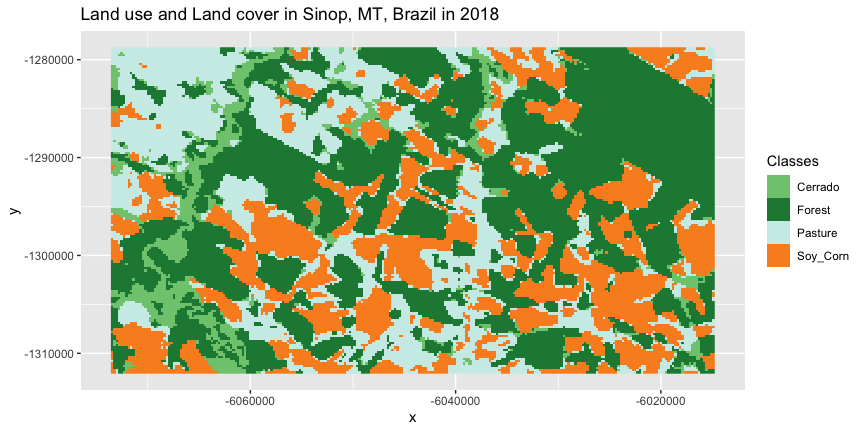 Land use and Land cover in Sinop, MT, Brazil in 2018
-1280000
-1290000
-1300000
-1310000
y
-6060000
-6040000
-6020000
x
Classes
Cerrado
Forest
Pasture
Soy_Corn